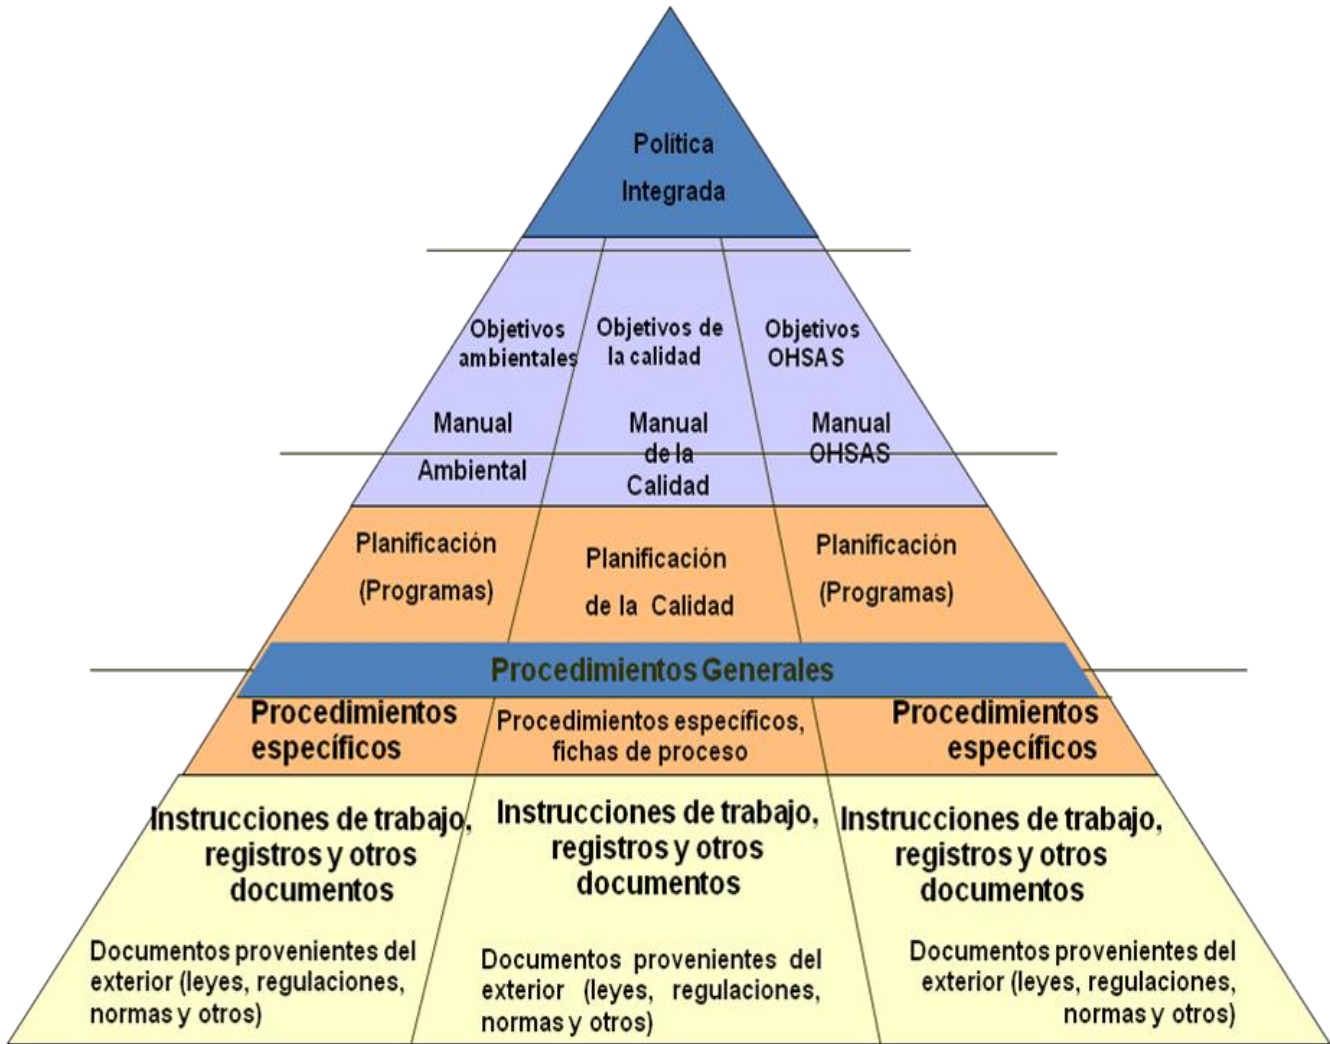 Política
Integrada
Objetivos
ambientales
Objetivos de
la calidad
Objetivos
OHSAS
Manual
Ambiental
Manual
de la
Calidad
Manual
OHSAS
Planificación
(Programas)
Planificación
de la Calidad
Planificación
(Programas)
Procedimientos Generales
Procedimientos
específicos
Procedimientos específicos,
fichas de proceso
Procedimientos
específicos
Instrucciones de trabajo,
registros y otros
documentos
Instrucciones de trabajo,
registros y otros
documentos
Instrucciones de trabajo,
registros y otros
documentos
Documentos provenientes del
exterior (leyes, regulaciones,
normas y otros)
Documentos provenientes del
exterior (leyes, regulaciones,
normas y otros)
Documentos provenientes del
exterior (leyes, regulaciones,
normas y otros)